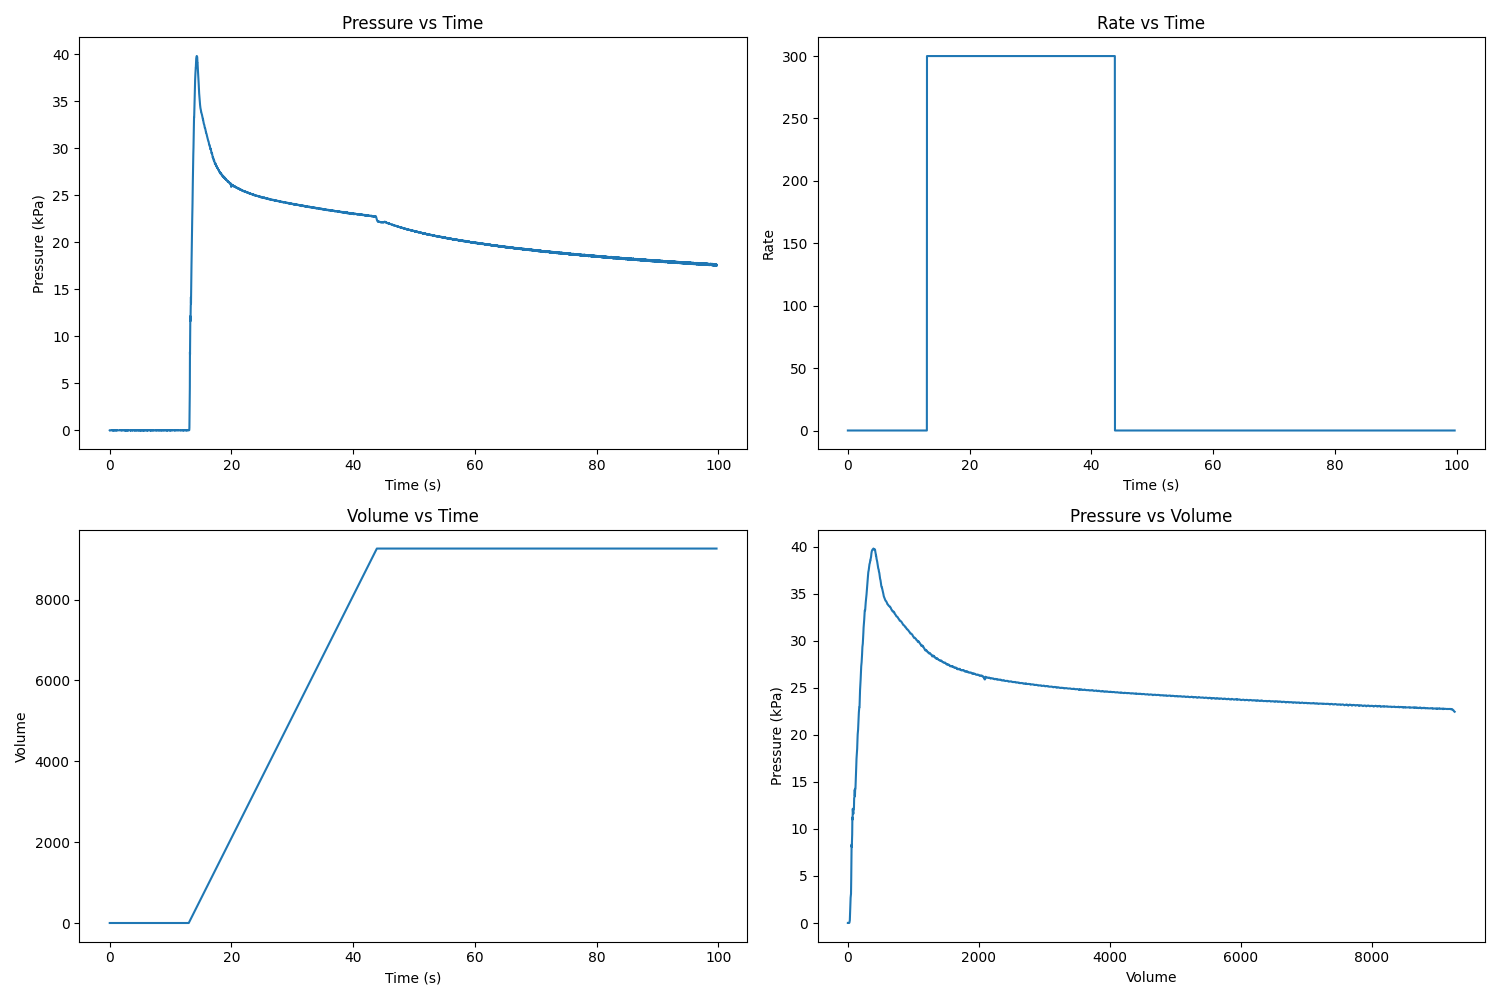 Pressure vs Time
Pressure (kPa)
40
35
30
25
20
15
10
5
0
0 20 40 60 80 100
Time (s)
Rate vs Time
Rate
300
250
200
150
100
50
0
0 20 40 60 80 100
Time (s)
Volume vs Time
Volume
8000
6000
4000
2000
0
0 20 40 60 80 100
Time (s)
Pressure vs Volume
Pressure (kPa)
40
35
30
25
20
15
10
5
0
0 2000 4000 6000 8000
Volume